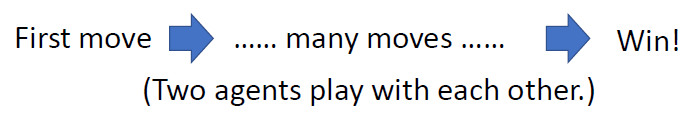 First move ...... many moves ...... Win!
(Two agents play with each other.)